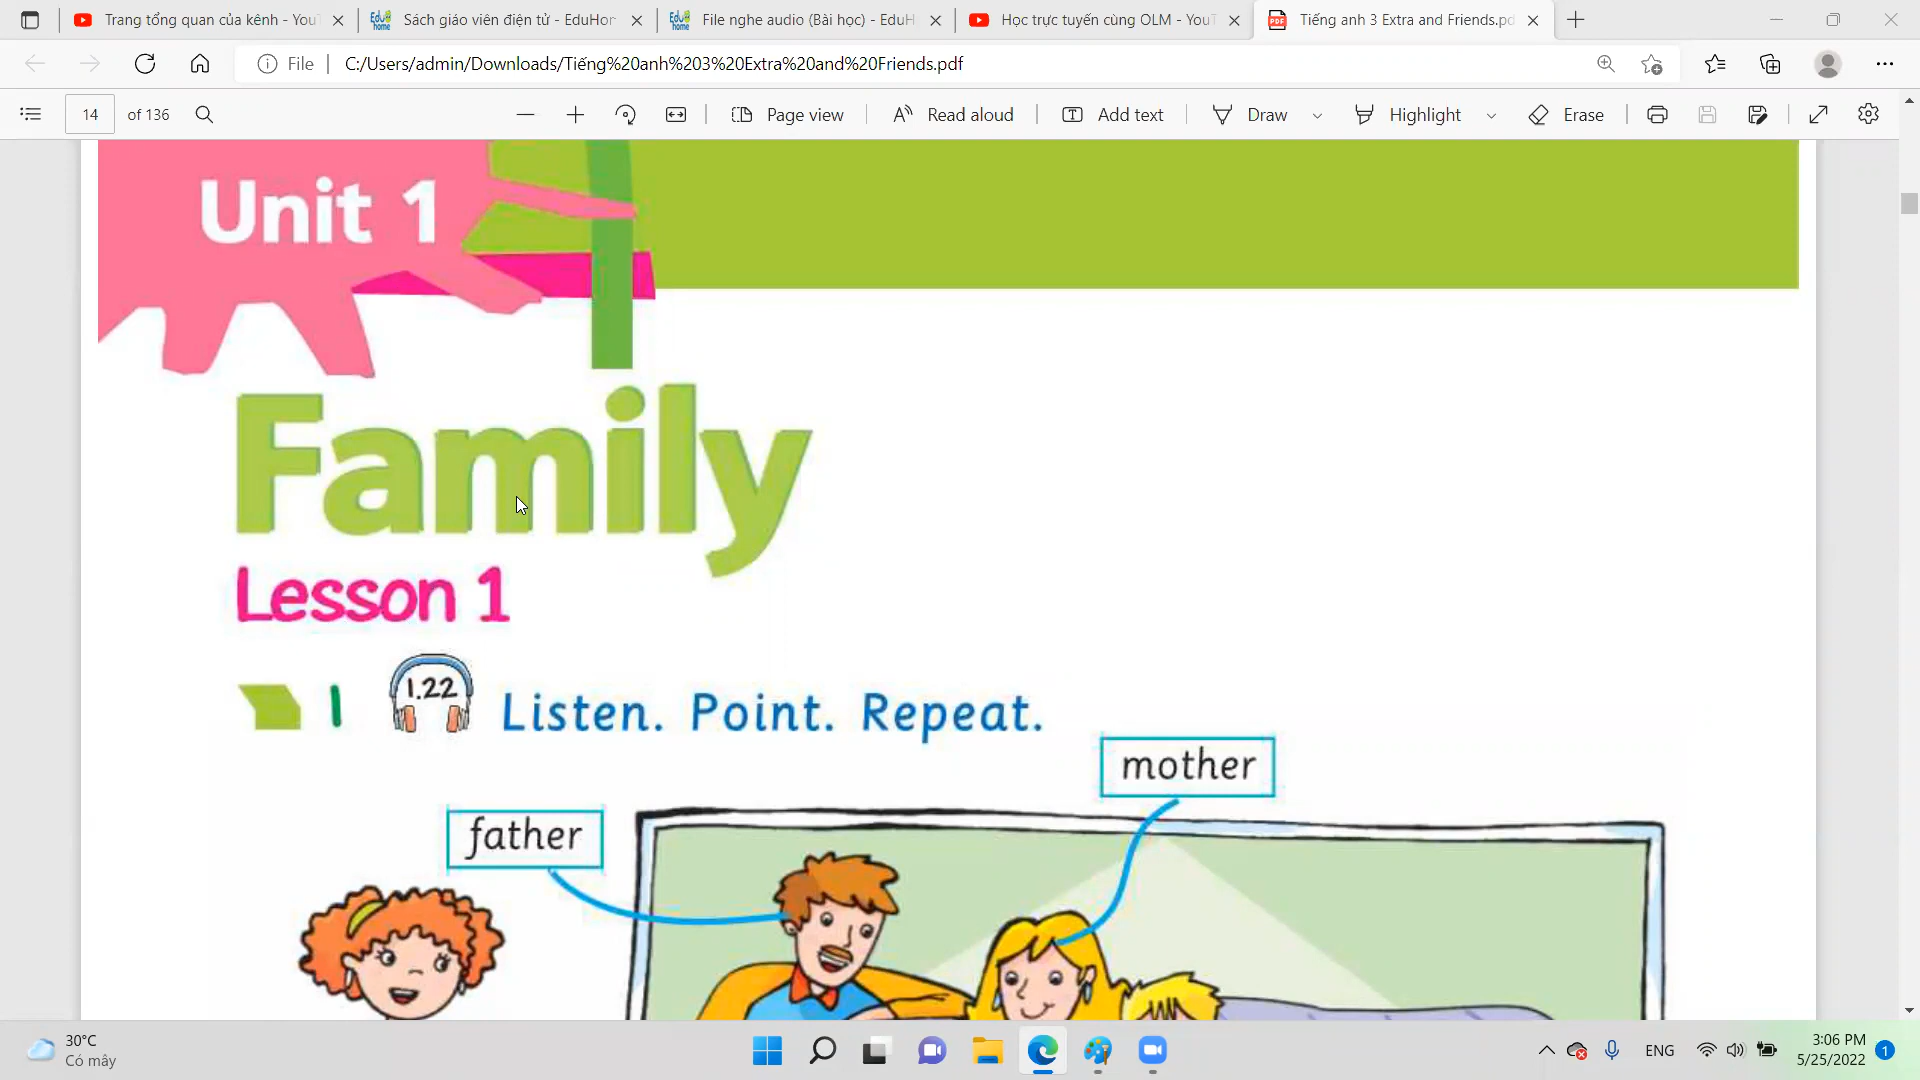 Trang tổng quan của kênh - YouT
Sách giáo viên điện tử - EduHom
File nghe audio (Bài học) - EduH
Học trực tuyến cùng OLM - YouT
Tiếng anh 3 Extra and Friends.pd
File
C:/Users/admin/Downloads/Tiếng%20anh%203%20Extra%20and%20Friends.pdf
14 of 136
Page view
Read aloud
Add text
Draw
Highlight
Erase
Unit 1
Family
Lesson 1
1 1.22 Listen. Point. Repeat.
mother
father
30°C
Có mây
ENG
3:06 PM
5/25/2022
1